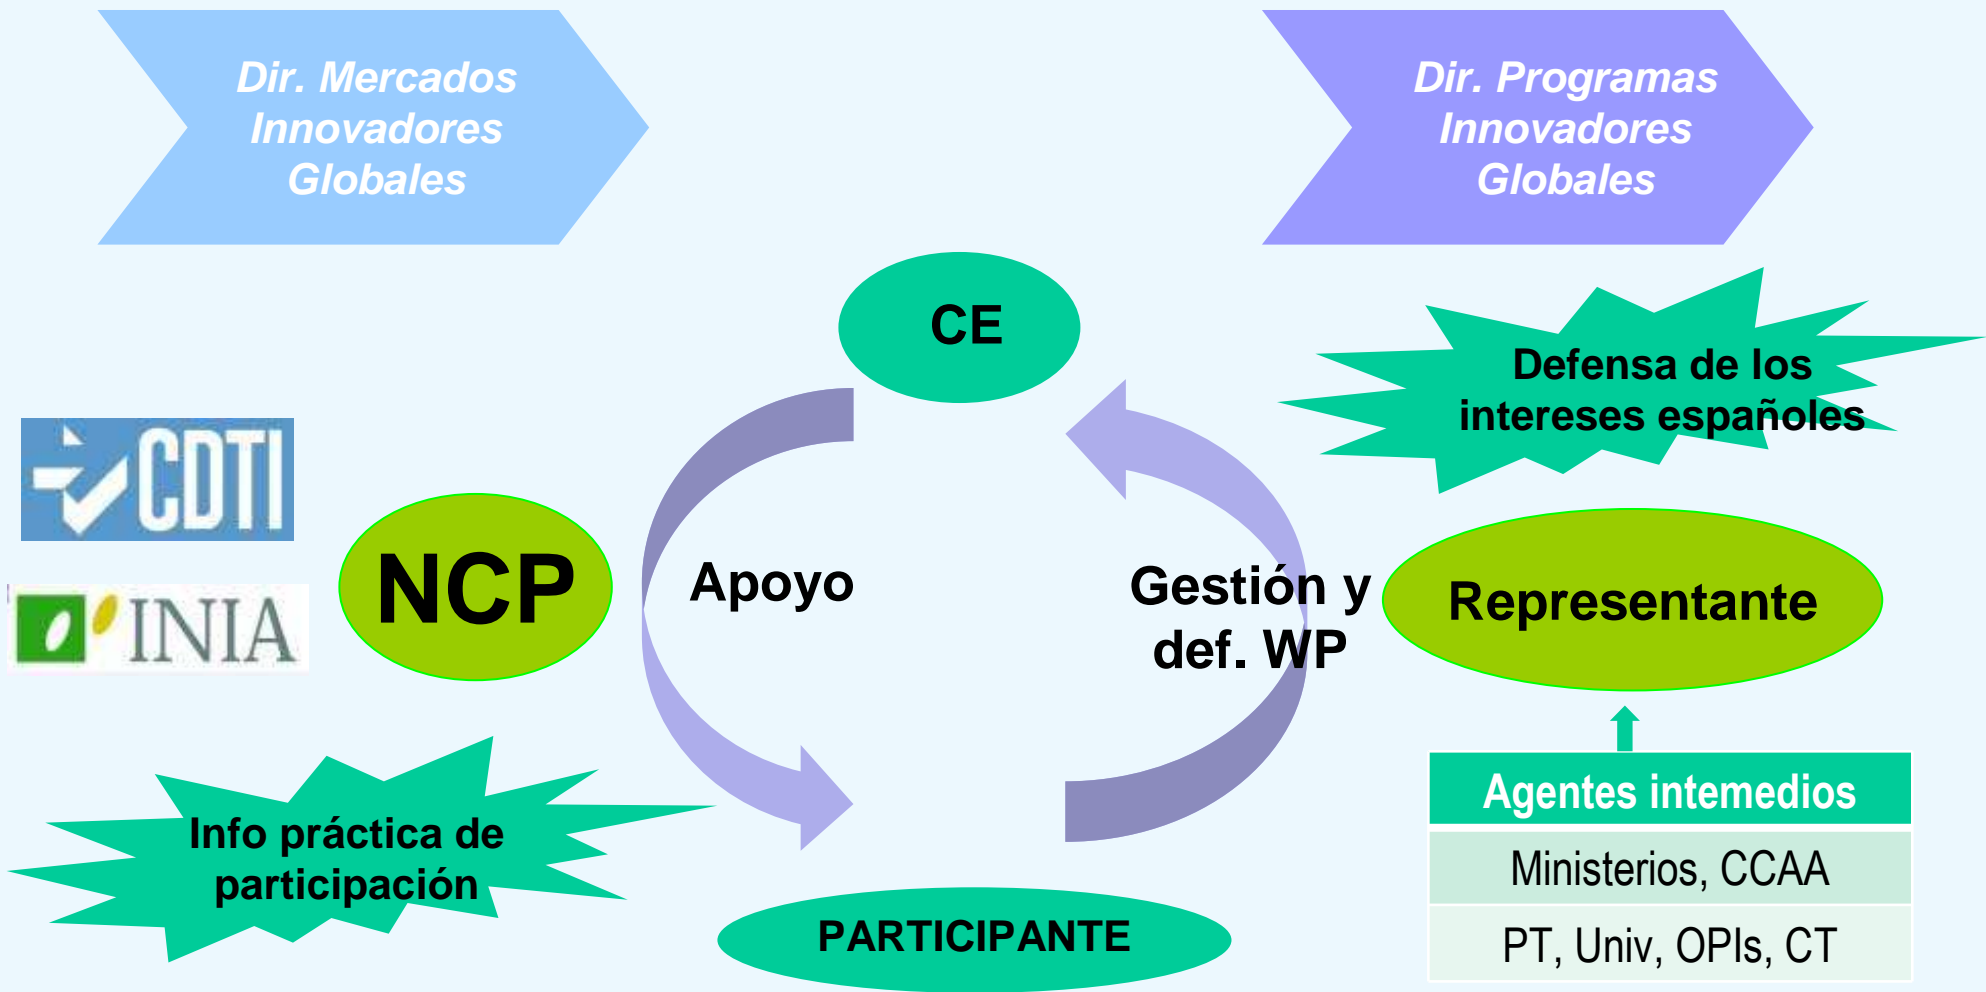 Dir. Mercados
Innovadores
Globales
Dir. Programas
Innovadores
Globales
CE
Defensa de los
intereses españoles
CDTI
INIA
NCP
Apoyo
Gestión y
def. WP
Representante
Info práctica de
participación
PARTICIPANTE
Agentes intemedios
Ministerios, CCAA
PT, Univ, OPIs, CT